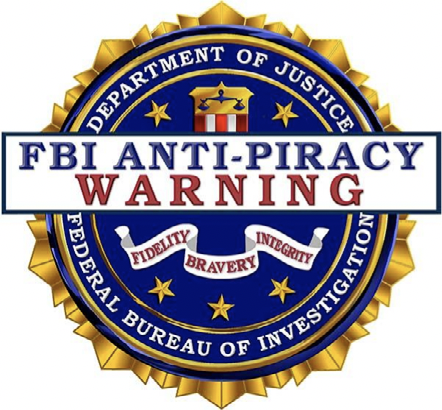 DEPARTMENT OF JUSTICE
FBI ANTI-PIRACY
WARNING
FIDELITY
BRAVERY
INTEGRITY
FEDERAL BUREAU OF INVESTIGATION